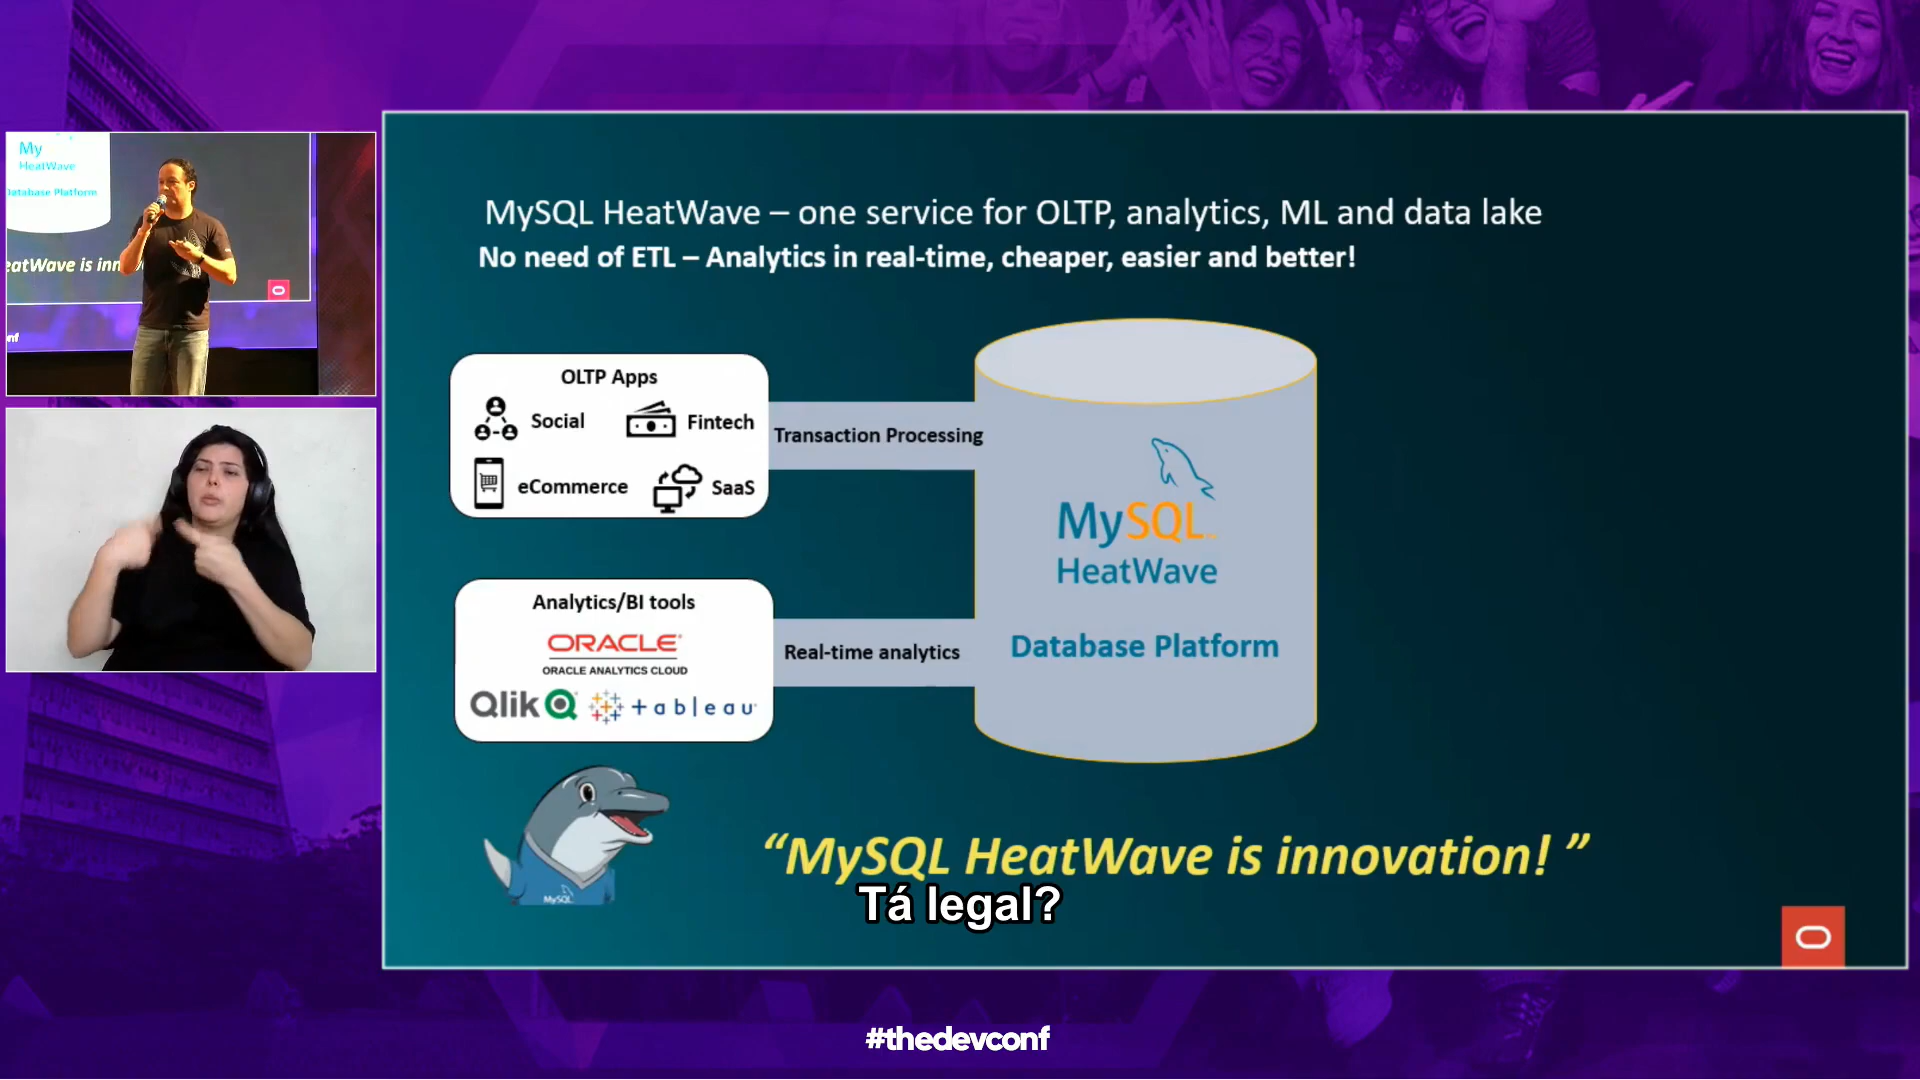 My
HeatWave
Database Platform
eatWave is inn
nf
MySQL HeatWave – one service for OLTP, analytics, ML and data lake
No need of ETL – Analytics in real-time, cheaper, easier and better!
OLTP Apps
Social
Fintech
eCommerce
SaaS
Transaction Processing
Analytics/BI tools
ORACLE
ORACLE ANALYTICS CLOUD
Qlik
+ a b l e a u
Real-time analytics
MySQL
HeatWave
Database Platform
MySQL
“MySQL HeatWave is innovation! ”
Tá legal?
#thedevconf